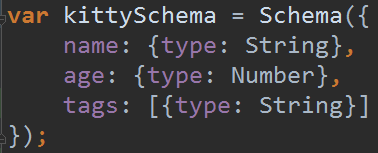 var kittySchema = Schema({
    name: {type: String},
    age: {type: Number},
    tags: [{type: String}]
});